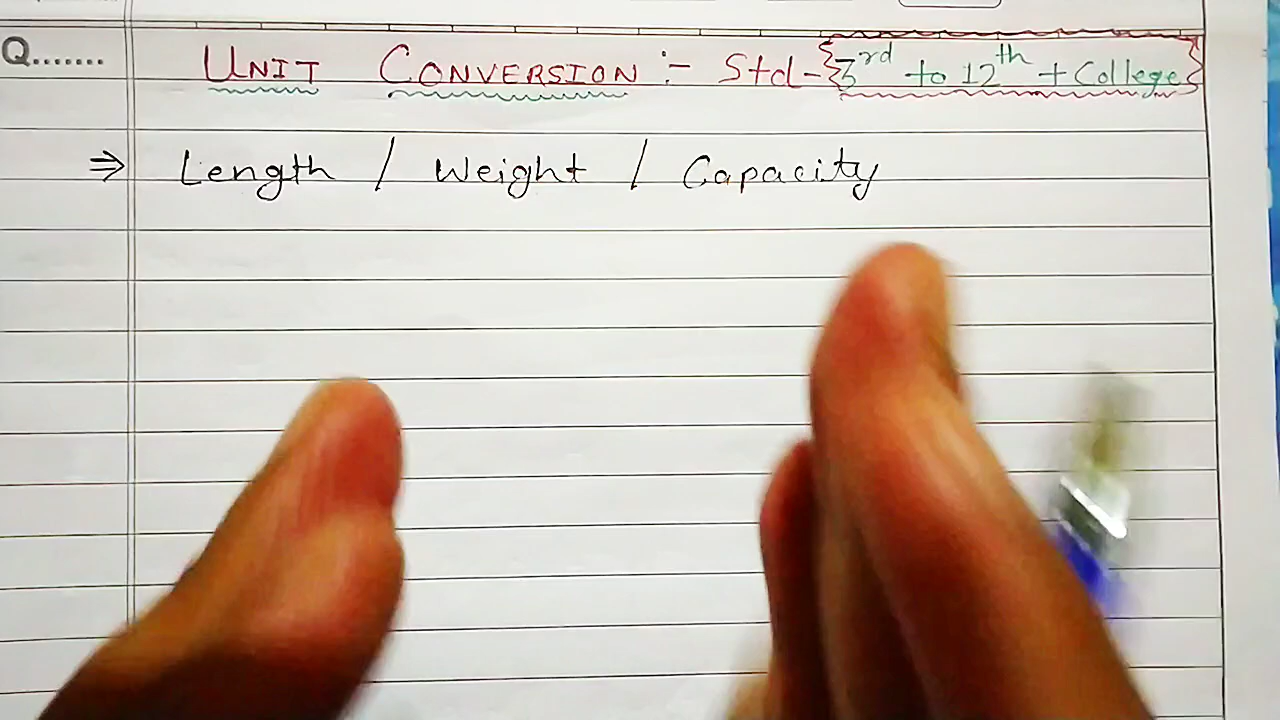 Q.......
UNIT CONVERSION :- Std-{3rd to 12th + College}
⇒ Length / Weight / Capacity